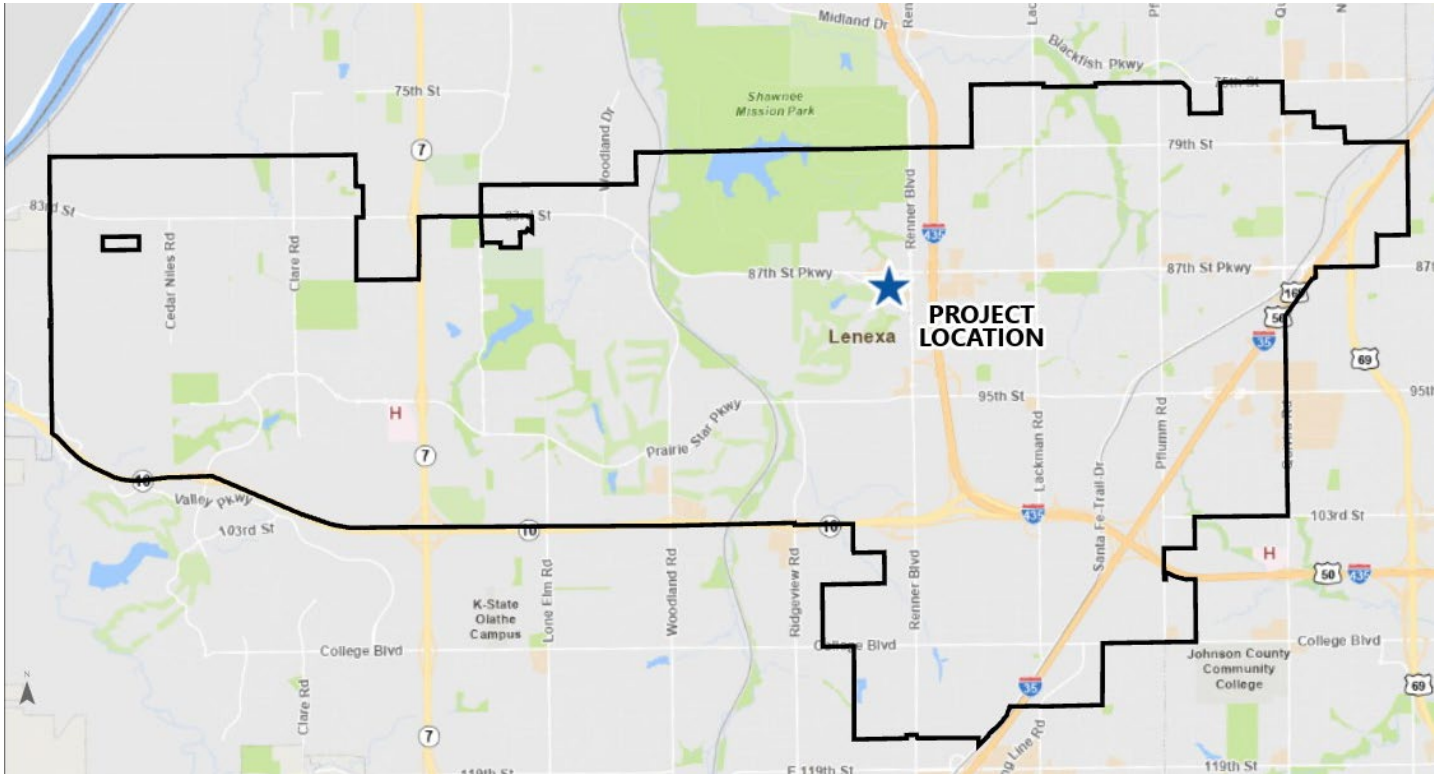 Midland Dr
Blackfish Pkwy
75th St
75th St
Shawnee
Mission Park
7
Woodland Dr
79th St
83rd St
83rd St
Renner Blvd
435
Cedar Niles Rd
Clare Rd
87th St Pkwy
87th St Pkwy
PROJECT
LOCATION
Lenexa
50
35
69
95th St
H
Prairie Star Pkwy
Lackman Rd
Pflumm Rd
7
10
Valley Pkwy
103rd St
10
10
435
Santa Fe Trail Dr
103rd St
H
50
435
Lone Elm Rd
Woodland Rd
Ridgeview Rd
Renner Blvd
K-State
Olathe
Campus
College Blvd
College Blvd
College Blvd
Johnson County
Community
College
Clare Rd
35
69
N
7
119th St
E 119th St
119th St